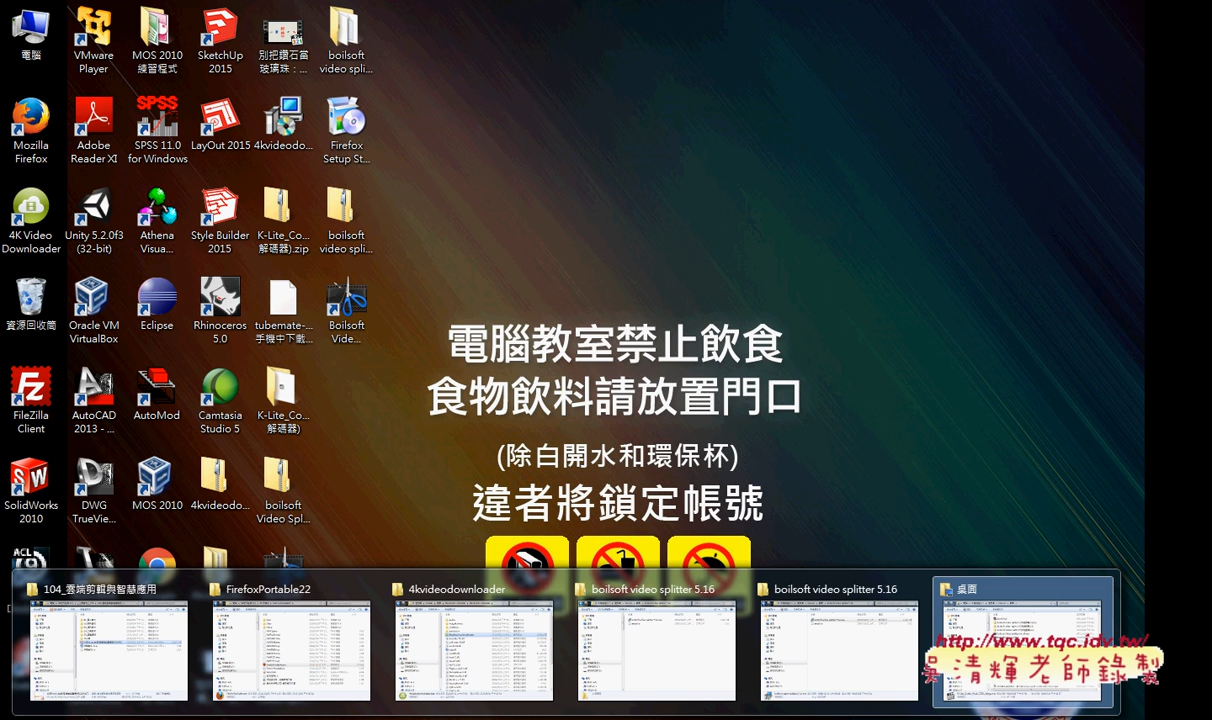 電腦
VMware
Player
MOS 2010
練習程式
SketchUp
2015
別把鑽石當
玻璃珠：...
boilsoft
video spli...
Mozilla
Firefox
Adobe
Reader XI
SPSS
SPSS 11.0
for Windows
LayOut 2015
4kvideodo...
Firefox
Setup St...
4K Video
Downloader
Unity 5.2.0f3
(32-bit)
Athena
Visua...
Style Builder
2015
K-Lite_Co...
解碼器).zip
boilsoft
video spli...
資源回收筒
Oracle VM
VirtualBox
Eclipse
Rhinoceros
5.0
tubemate-...
手機中下載...
Boilsoft
Vide...
FileZilla
Client
AutoCAD
2013 - ...
AutoMod
Camtasia
Studio 5
K-Lite_Co...
解碼器)
SolidWorks
2010
DWG
TrueVie...
MOS 2010
4kvideodo...
boilsoft
Video Spl...
ACL
電腦教室禁止飲食
食物飲料請放置門口
(除白開水和環保杯)
違者將鎖定帳號
104_雲端剪輯與智慧應用
FirefoxPortable22
4kvideodownloader
boilsoft video splitter 5.16
boilsoft video splitter 5.16
桌面
http://www.tqc.idv.tw/
吳清輝老師錄製